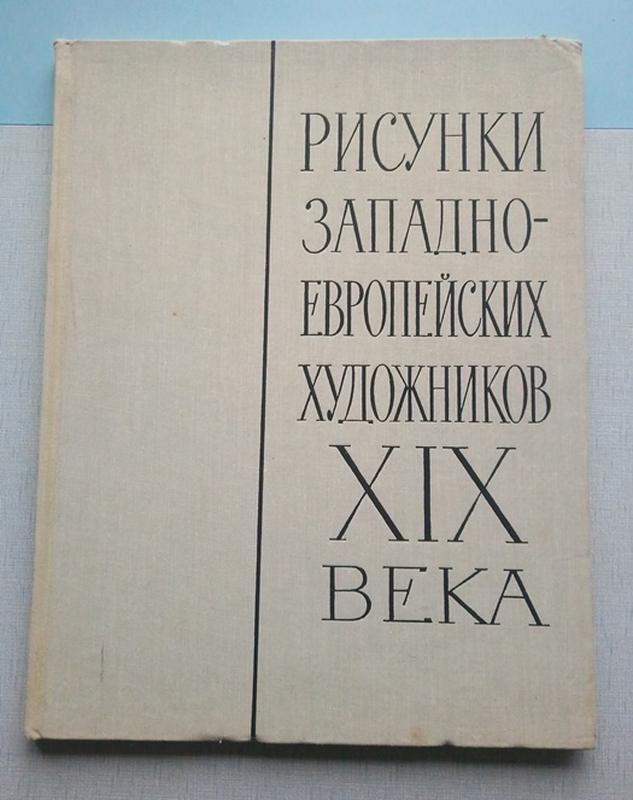 РИСУНКИ
ЗАПАДНО-
ЕВРОПЕЙСКИХ
ХУДОЖНИКОВ
XIX
ВЕКА